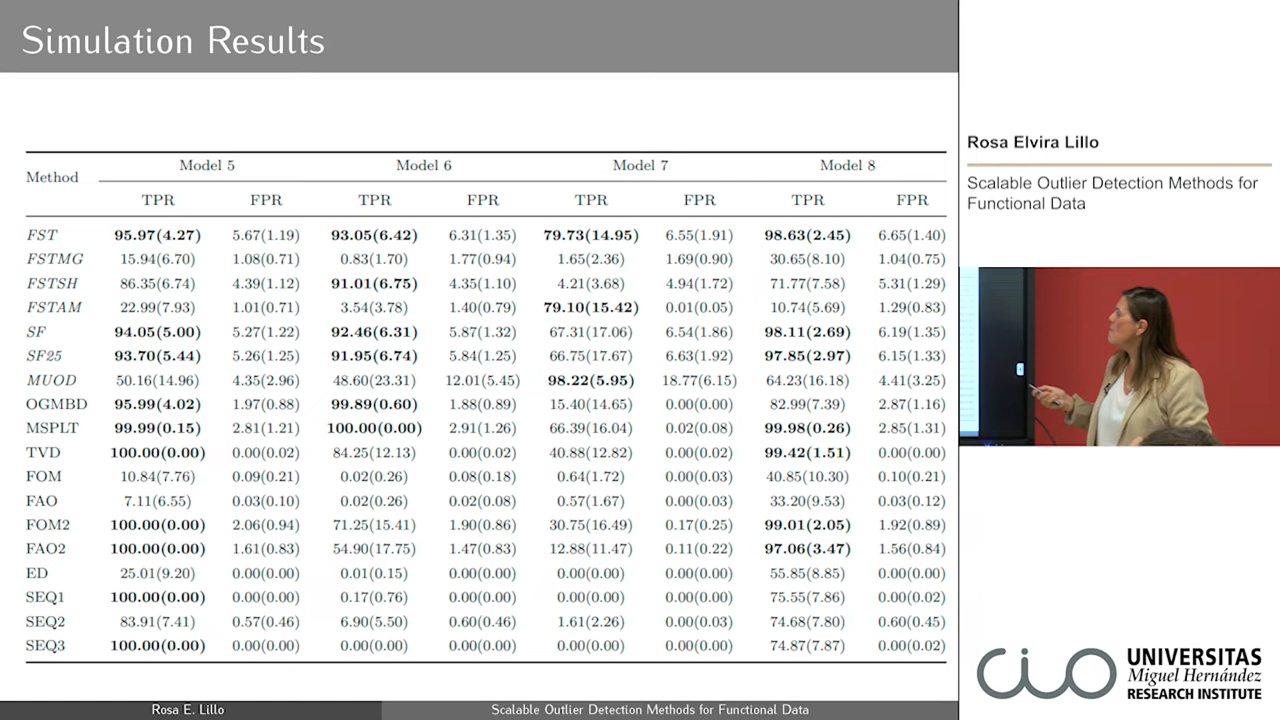 Simulation Results
Method Model 5 Model 6 Model 7 Model 8
TPR FPR TPR FPR TPR FPR TPR FPR
FST 95.97(4.27) 5.67(1.19) 93.05(6.42) 6.31(1.35) 79.73(14.95) 6.55(1.91) 98.63(2.45) 6.65(1.40)
FSTMG 15.94(6.70) 1.08(0.71) 0.83(1.70) 1.77(0.94) 1.65(2.36) 1.69(0.90) 30.65(8.10) 1.04(0.75)
FSTSH 86.35(6.74) 4.39(1.12) 91.01(6.75) 4.35(1.10) 4.21(3.68) 4.94(1.72) 71.77(7.58) 5.31(1.29)
FSTAM 22.99(7.93) 1.01(0.71) 3.54(3.78) 1.40(0.79) 79.10(15.42) 0.01(0.05) 10.74(5.69) 1.29(0.83)
SF 94.05(5.00) 5.27(1.22) 92.46(6.31) 5.87(1.32) 67.31(17.06) 6.54(1.86) 98.11(2.69) 6.19(1.35)
SF25 93.70(5.44) 5.26(1.25) 91.95(6.74) 5.84(1.25) 66.75(17.67) 6.63(1.92) 97.85(2.97) 6.15(1.33)
MUOD 50.16(14.96) 4.35(2.96) 48.60(23.31) 12.01(5.45) 98.22(5.95) 18.77(6.15) 64.23(16.18) 4.41(3.25)
OGMBD 95.99(4.02) 1.97(0.88) 99.89(0.60) 1.88(0.89) 15.40(14.65) 0.00(0.00) 82.99(7.39) 2.87(1.16)
MSPLT 99.99(0.15) 2.81(1.21) 100.00(0.00) 2.91(1.26) 66.39(16.04) 0.02(0.08) 99.98(0.26) 2.85(1.31)
TVD 100.00(0.00) 0.00(0.02) 84.25(12.13) 0.00(0.02) 40.88(12.82) 0.00(0.02) 99.42(1.51) 0.00(0.00)
FOM 10.84(7.76) 0.09(0.21) 0.02(0.26) 0.08(0.18) 0.64(1.72) 0.00(0.03) 40.85(10.30) 0.10(0.21)
FAO 7.11(6.55) 0.03(0.10) 0.02(0.26) 0.02(0.08) 0.57(1.67) 0.00(0.03) 33.20(9.53) 0.03(0.12)
FOM2 100.00(0.00) 2.06(0.94) 71.25(15.41) 1.90(0.86) 30.75(16.49) 0.17(0.25) 99.01(2.05) 1.92(0.89)
FAO2 100.00(0.00) 1.61(0.83) 54.90(17.75) 1.47(0.83) 12.88(11.47) 0.11(0.22) 97.06(3.47) 1.56(0.84)
ED 25.01(9.20) 0.00(0.00) 0.01(0.15) 0.00(0.00) 0.00(0.00) 0.00(0.00) 55.85(8.85) 0.00(0.00)
SEQ1 100.00(0.00) 0.00(0.00) 0.17(0.76) 0.00(0.00) 0.00(0.00) 0.00(0.00) 75.55(7.86) 0.00(0.02)
SEQ2 83.91(7.41) 0.57(0.46) 6.90(5.50) 0.60(0.46) 1.61(2.26) 0.00(0.03) 74.68(7.80) 0.60(0.45)
SEQ3 100.00(0.00) 0.00(0.00) 0.00(0.00) 0.00(0.00) 0.00(0.00) 0.00(0.00) 74.87(7.87) 0.00(0.02)
Rosa E. Lillo
Scalable Outlier Detection Methods for Functional Data
Rosa Elvira Lillo
Scalable Outlier Detection Methods for
Functional Data
cio
UNIVERSITAS
Miguel Hernández
RESEARCH INSTITUTE